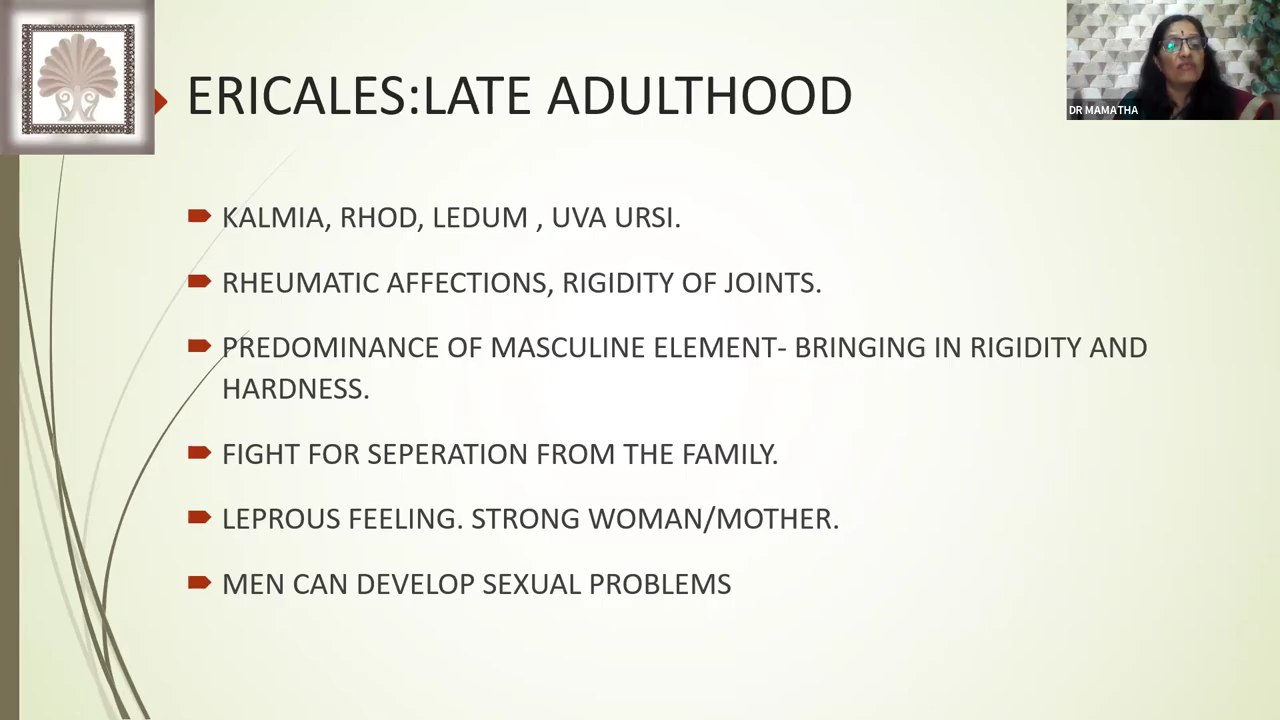 ERICALES:LATE ADULTHOOD
DR MAMATHA
KALMIA, RHOD, LEDUM , UVA URSI.
RHEUMATIC AFFECTIONS, RIGIDITY OF JOINTS.
PREDOMINANCE OF MASCULINE ELEMENT- BRINGING IN RIGIDITY AND
HARDNESS.
FIGHT FOR SEPERATION FROM THE FAMILY.
LEPROUS FEELING. STRONG WOMAN/MOTHER.
MEN CAN DEVELOP SEXUAL PROBLEMS